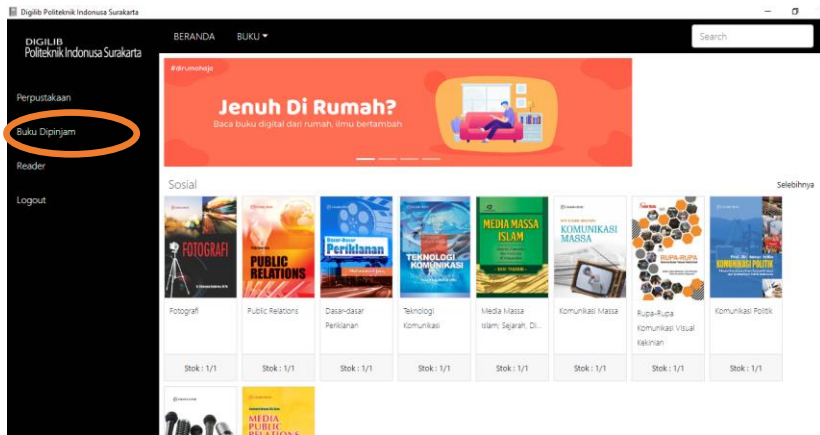 Digilib Politeknik Indonusa Surakarta
DIGILIB
Politeknik Indonusa Surakarta
BERANDA BUKU
Search
Perpustakaan
Buku Dipinjam
Reader
Logout
#dirumahaje
Jenuh Di Rumah?
Baca buku digital dari rumah, ilmu bertambah
Sosial
Selebihnya
FOTOGRAFI
PUBLIC
RELATIONS
Dasar-Dasar
Periklanan
TEKNOLOGI
KOMUNIKASI
MEDIA MASSA
ISLAM
KOMUNIKASI
MASSA
RUPA-RUPA
KOMUNIKASI POLITIK
Fotografi
Public Relations
Dasar-dasar
Periklanan
Teknologi
Komunikasi
Media Massa
Islam; Sejarah, Di...
Komunikasi Massa
Rupa-Rupa
Komunikasi Visual
Kekinian
Komunikasi Politik
Stok : 1/1
Stok : 1/1
Stok : 1/1
Stok : 1/1
Stok : 1/1
Stok : 1/1
Stok : 1/1
Stok : 1/1
MEDIA
PUBLIC
RELATIONS